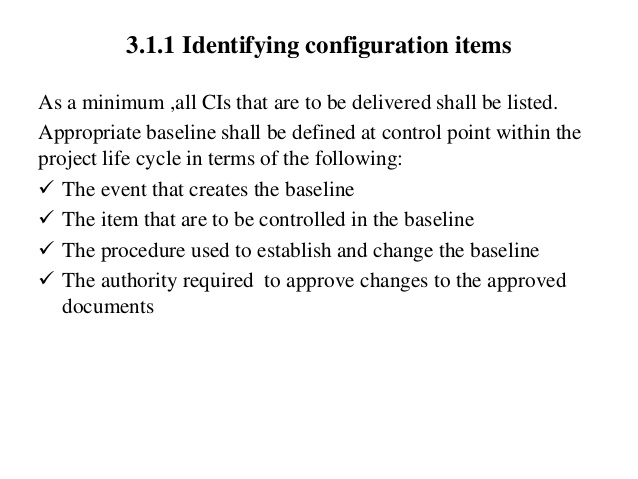 3.1.1 Identifying configuration items
As a minimum ,all CIs that are to be delivered shall be listed.
Appropriate baseline shall be defined at control point within the
project life cycle in terms of the following:
✓ The event that creates the baseline
✓ The item that are to be controlled in the baseline
✓ The procedure used to establish and change the baseline
✓ The authority required  to approve changes to the approved
documents